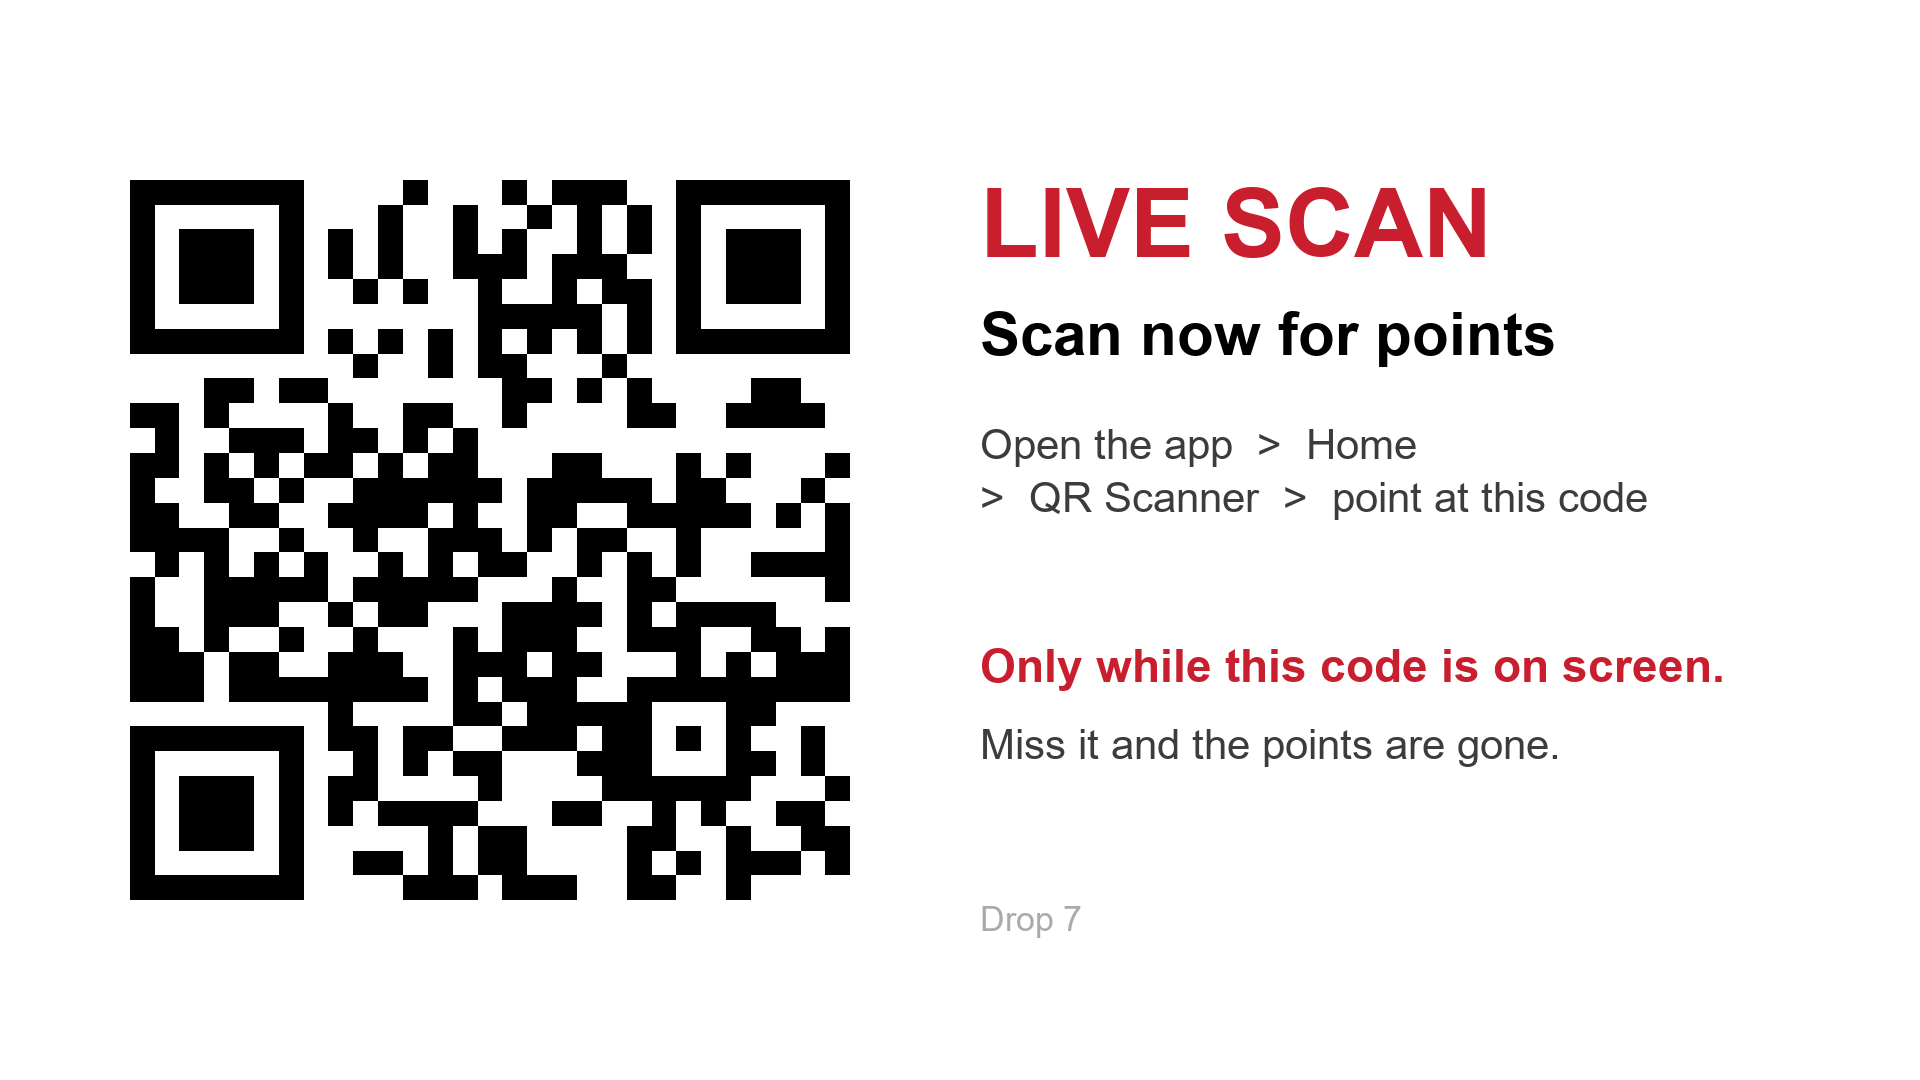 LIVE SCAN
Scan now for points
Open the app > Home
> QR Scanner > point at this code
Only while this code is on screen.
Miss it and the points are gone.
Drop 7